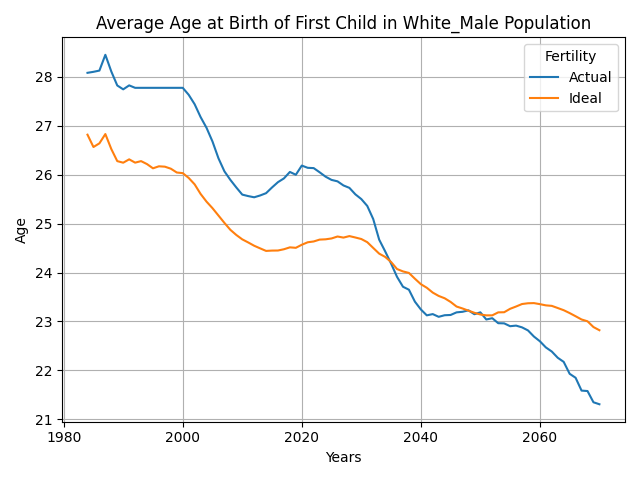 Average Age at Birth of First Child in White_Male Population
Fertility
Actual
Ideal
Age
28
27
26
25
24
23
22
21
1980
2000
2020
2040
2060
Years